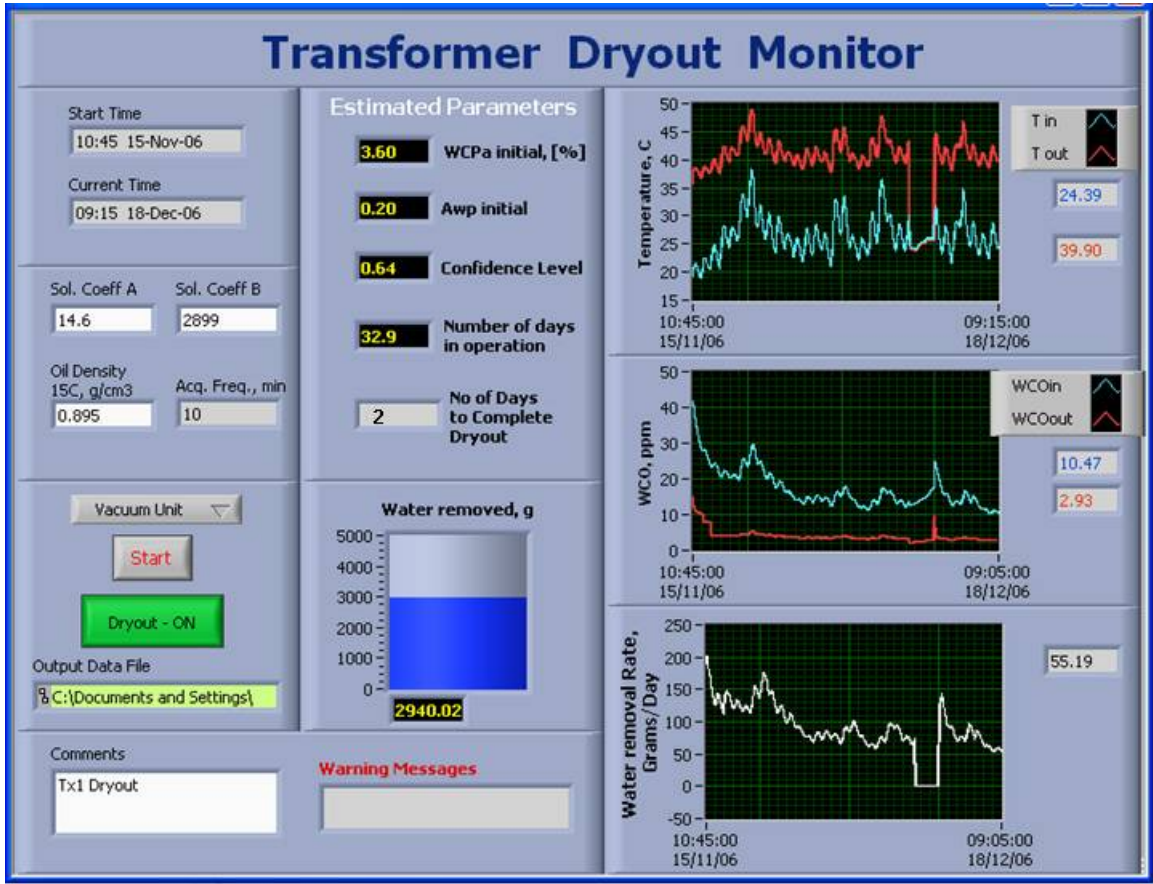 Transformer Dryout Monitor
Start Time
10:45 15-Nov-06
Current Time
09:15 18-Dec-06
Sol. Coeff A
Sol. Coeff B
14.6
2899
Oil Density
15C, g/cm3
Acq. Freq., min
0.895
10
Vacuum Unit
Start
Dryout - ON
Output Data File
C:\Documents and Settings\
Comments
Tx1 Dryout
Estimated Parameters
3.60
WCPa initial, [%]
0.20
Awp initial
0.64
Confidence Level
32.9
Number of days
in operation
2
No of Days
to Complete
Dryout
Water removed, g
5000
4000
3000
2000
1000
0
2940.02
Warning Messages
Temperature, C
50
45
40
35
30
25
20
15
10:45:00
15/11/06
09:15:00
18/12/06
T in
T out
24.39
39.90
WCO, ppm
50
40
30
20
10
0
10:45:00
15/11/06
09:05:00
18/12/06
WCOin
WCOout
10.47
2.93
Water removal Rate,
Grams/Day
250
200
150
100
50
0
-50
10:45:00
15/11/06
09:05:00
18/12/06
55.19